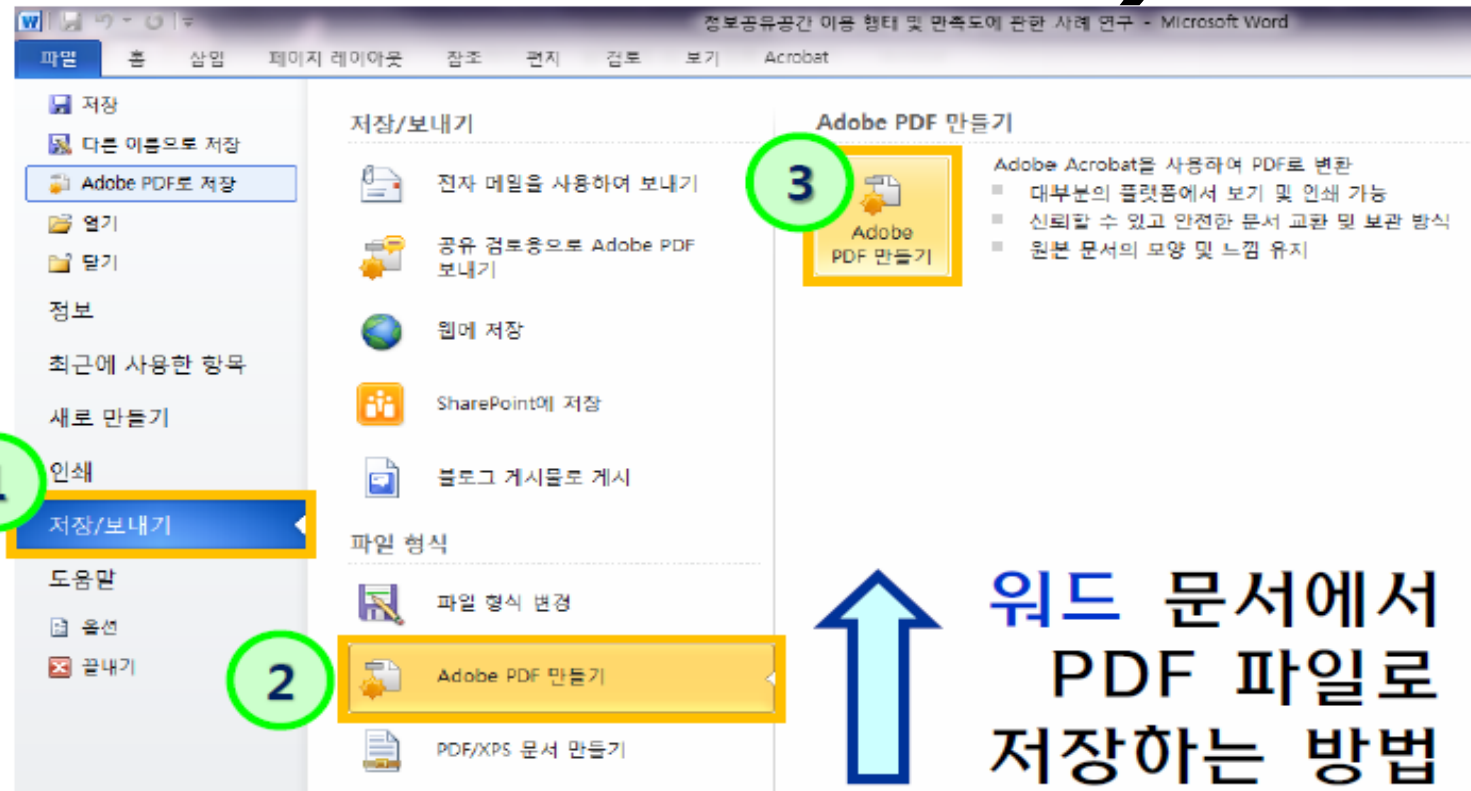 정보공유공간 이용 행태 및 만족도에 관한 사례 연구 - Microsoft Word
파일 홈 삽입 페이지 레이아웃 참조 편지 검토 보기 Acrobat
저장
다른 이름으로 저장
Adobe PDF로 저장
열기
닫기
정보
최근에 사용한 항목
새로 만들기
인쇄
1
저장/보내기
도움말
옵션
끝내기
저장/보내기
전자 메일을 사용하여 보내기
공유 검토용으로 Adobe PDF
보내기
웹에 저장
SharePoint에 저장
블로그 게시물로 게시
파일 형식
파일 형식 변경
2
Adobe PDF 만들기
PDF/XPS 문서 만들기
Adobe PDF 만들기
3
Adobe
PDF 만들기
Adobe Acrobat을 사용하여 PDF로 변환
대부분의 플랫폼에서 보기 및 인쇄 가능
신뢰할 수 있고 안전한 문서 교환 및 보관 방식
원본 문서의 모양 및 느낌 유지
워드 문서에서
PDF 파일로
저장하는 방법